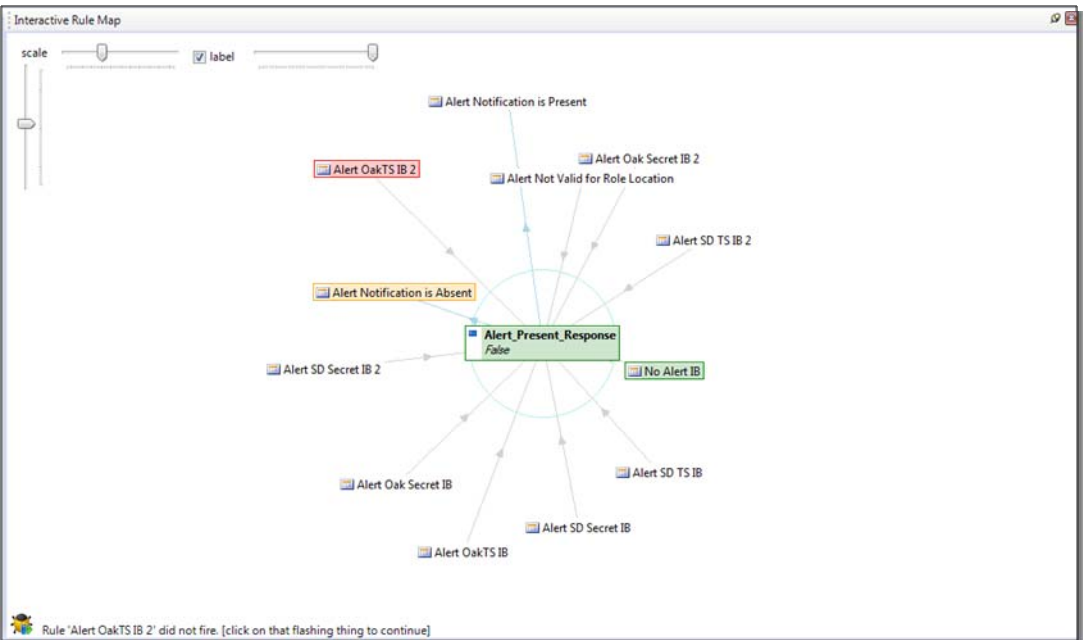 Interactive Rule Map
scale
label
Alert Notification is Present
Alert Oak Secret IB 2
Alert OakTS IB 2
Alert Not Valid for Role Location
Alert SD TS IB 2
Alert Notification is Absent
Alert_Present_Response
False
Alert SD Secret IB 2
No Alert IB
Alert SD TS IB
Alert Oak Secret IB
Alert SD Secret IB
Alert OakTS IB
Rule 'Alert OakTS IB 2' did not fire. [click on that flashing thing to continue]